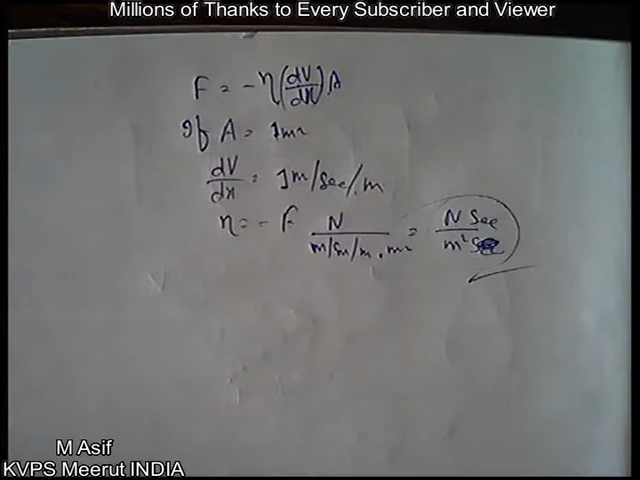 Millions of Thanks to Every Subscriber and Viewer
F = -η(dV/dx).A
If A = 1m2
dV/dx = 1m/sec/.m
η = - F N/m/sm/m.m2 = N Sec/m²
M Asif
KVPS Meerut INDIA